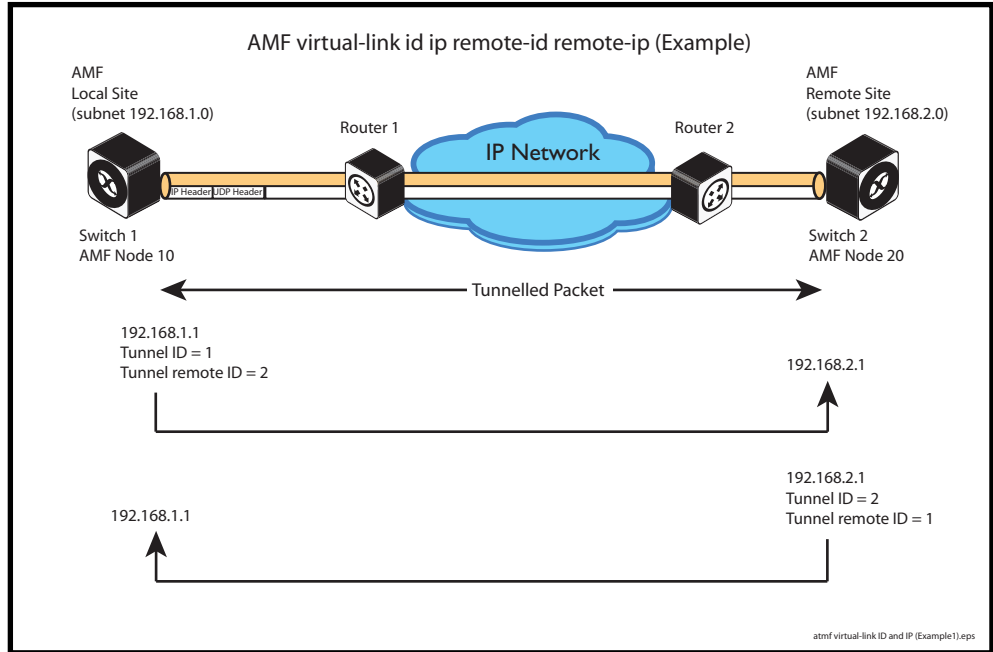 AMF virtual-link id ip remote-id remote-ip (Example)
AMF
Local Site
(subnet 192.168.1.0)
AMF
Remote Site
(subnet 192.168.2.0)
Router 1
Router 2
IP Network
IP Header
UDP Header
Switch 1
AMF Node 10
Switch 2
AMF Node 20
Tunnelled Packet
192.168.1.1
Tunnel ID = 1
Tunnel remote ID = 2
192.168.2.1
192.168.2.1
Tunnel ID = 2
Tunnel remote ID = 1
192.168.1.1
atmf virtual-link ID and IP (Example1).eps